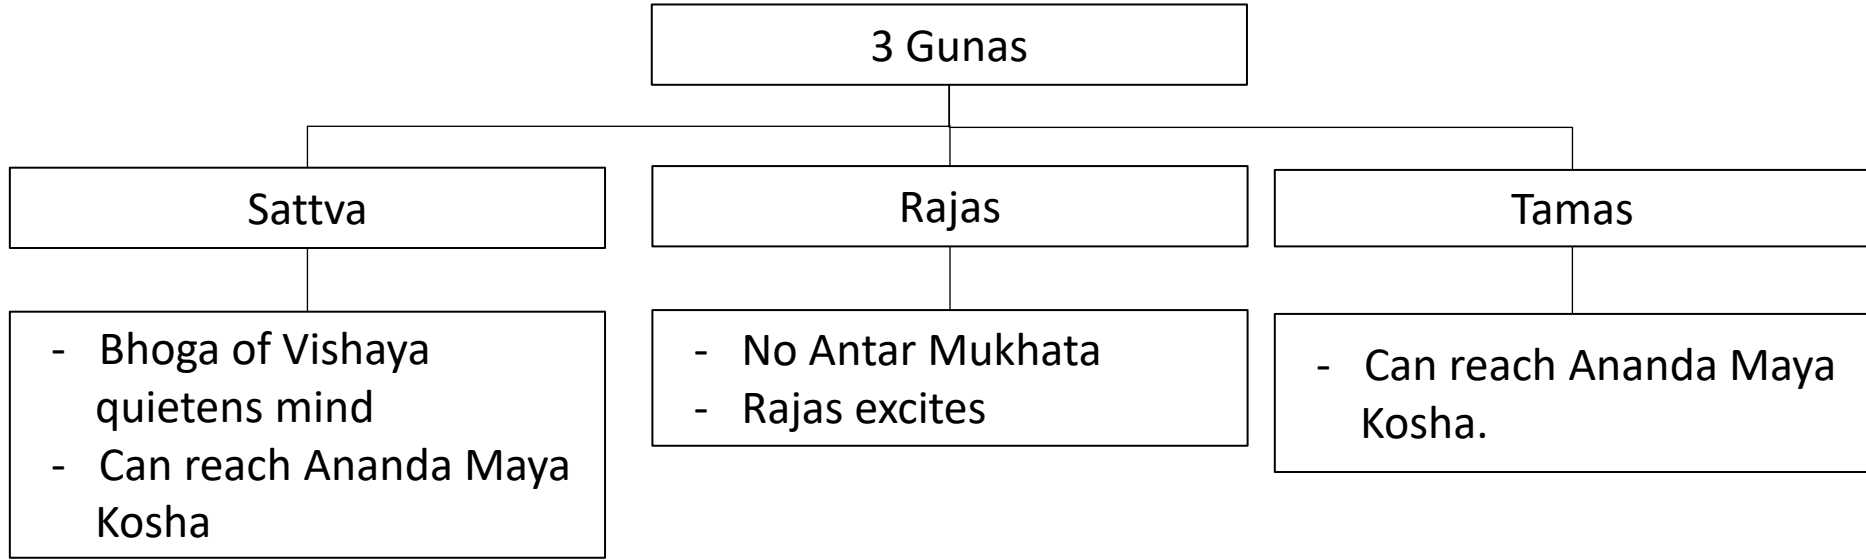 3 Gunas
Sattva
Rajas
Tamas
- Bhoga of Vishaya
quietens mind
- Can reach Ananda Maya
Kosha
- No Antar Mukhata
- Rajas excites
- Can reach Ananda Maya
Kosha.